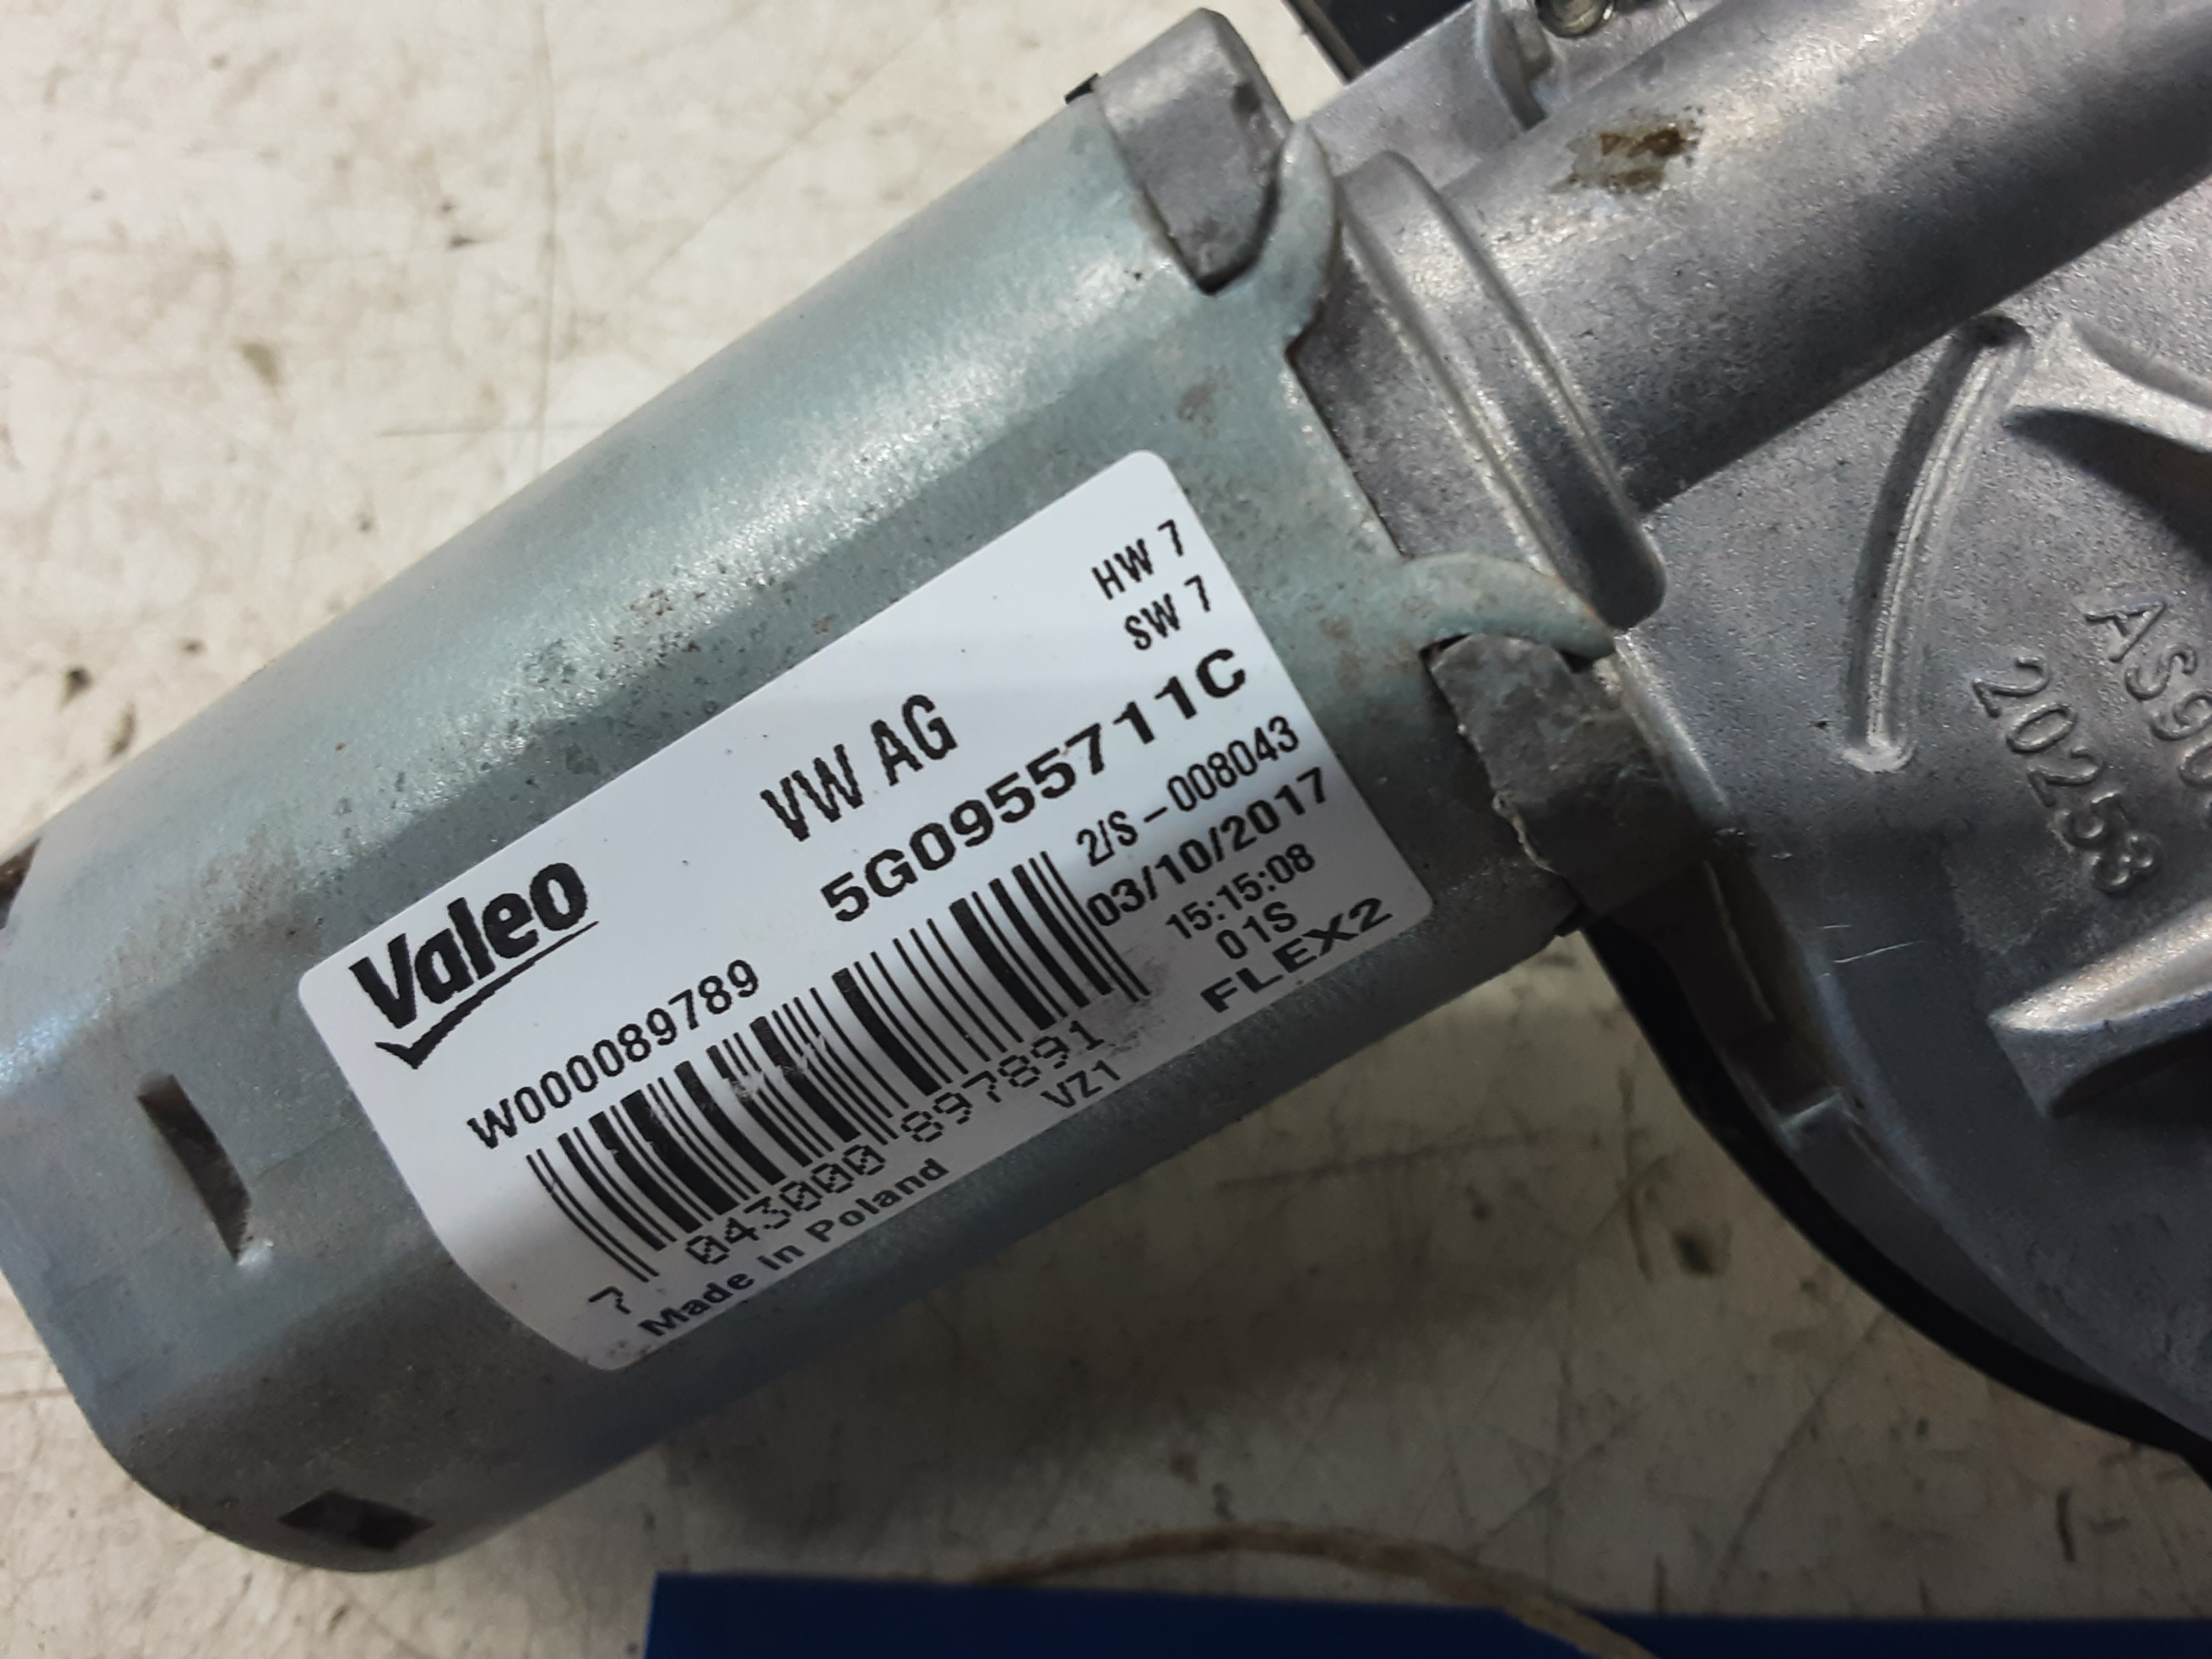 Valeo
VW AG
HW 7
SW 7
5G0955711C
W000089789
2/S-008043
03/10/2017
15:15:08
01S
FLEX2
7 043000 897891
VZ1
Made in Poland
20253